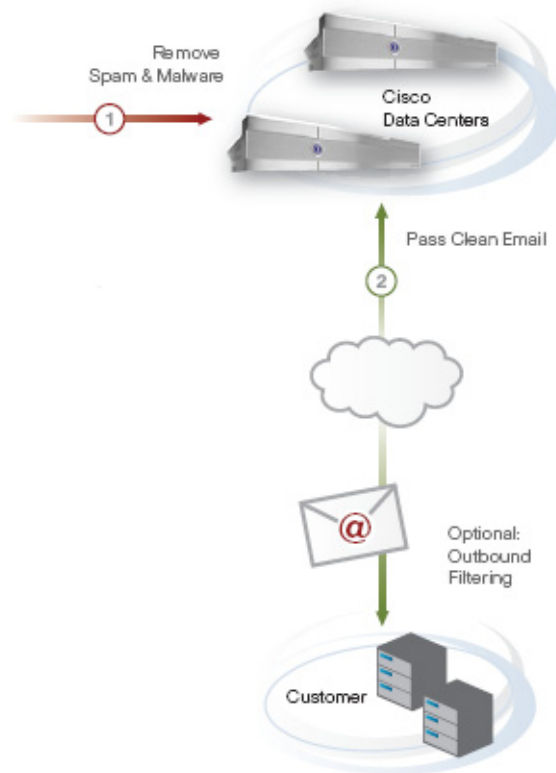 Remove
Spam & Malware
1
Cisco
Data Centers
Pass Clean Email
2
@
Optional:
Outbound
Filtering
Customer